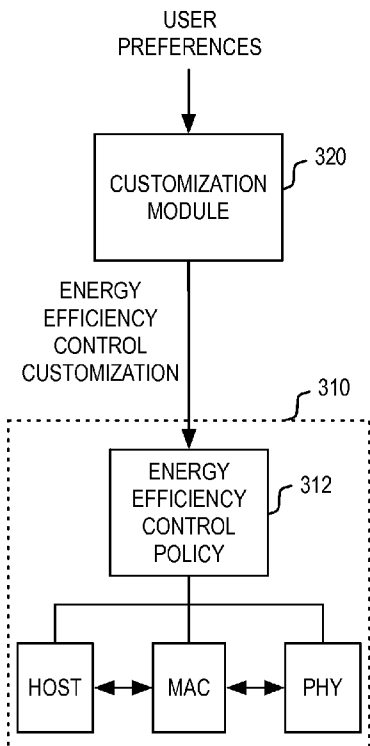 USER
PREFERENCES
320
CUSTOMIZATION
MODULE
ENERGY
EFFICIENCY
CONTROL
CUSTOMIZATION
310
ENERGY
EFFICIENCY
CONTROL
POLICY
312
HOST
MAC
PHY